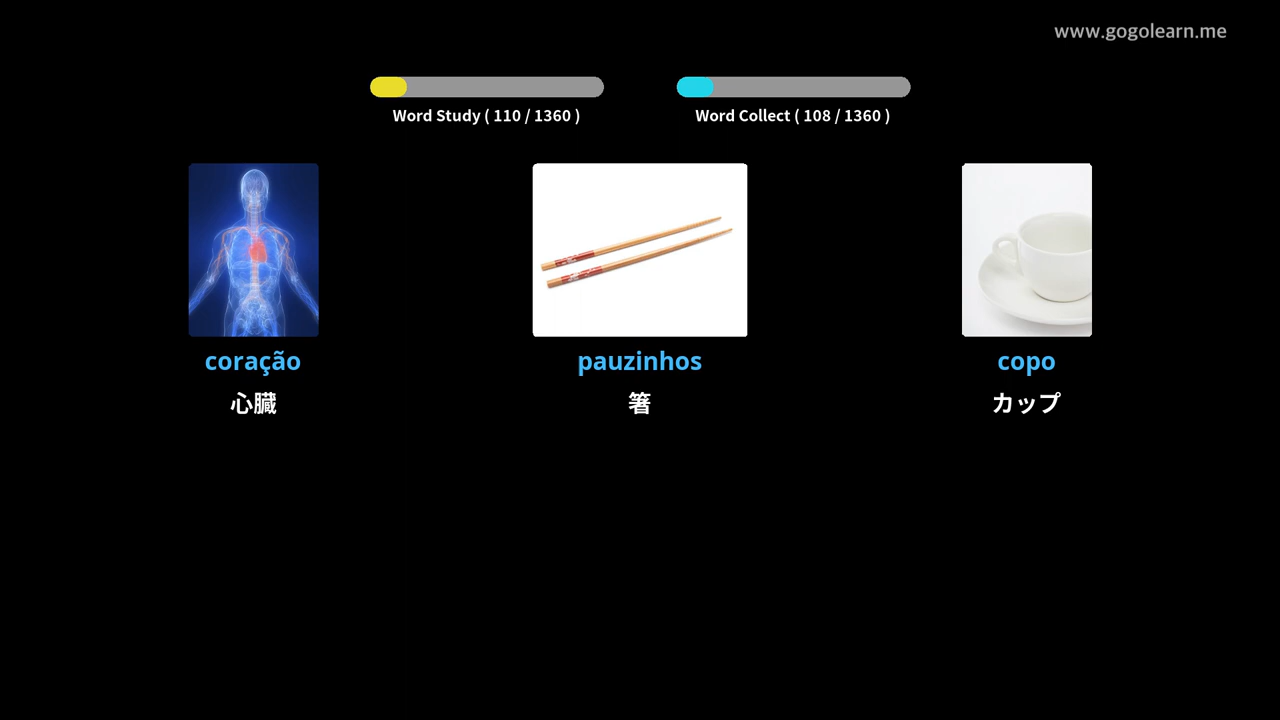 www.gogolearn.me
Word Study ( 110 / 1360 )
Word Collect ( 108 / 1360 )
coração
pauzinhos
copo
心臓
箸
カップ